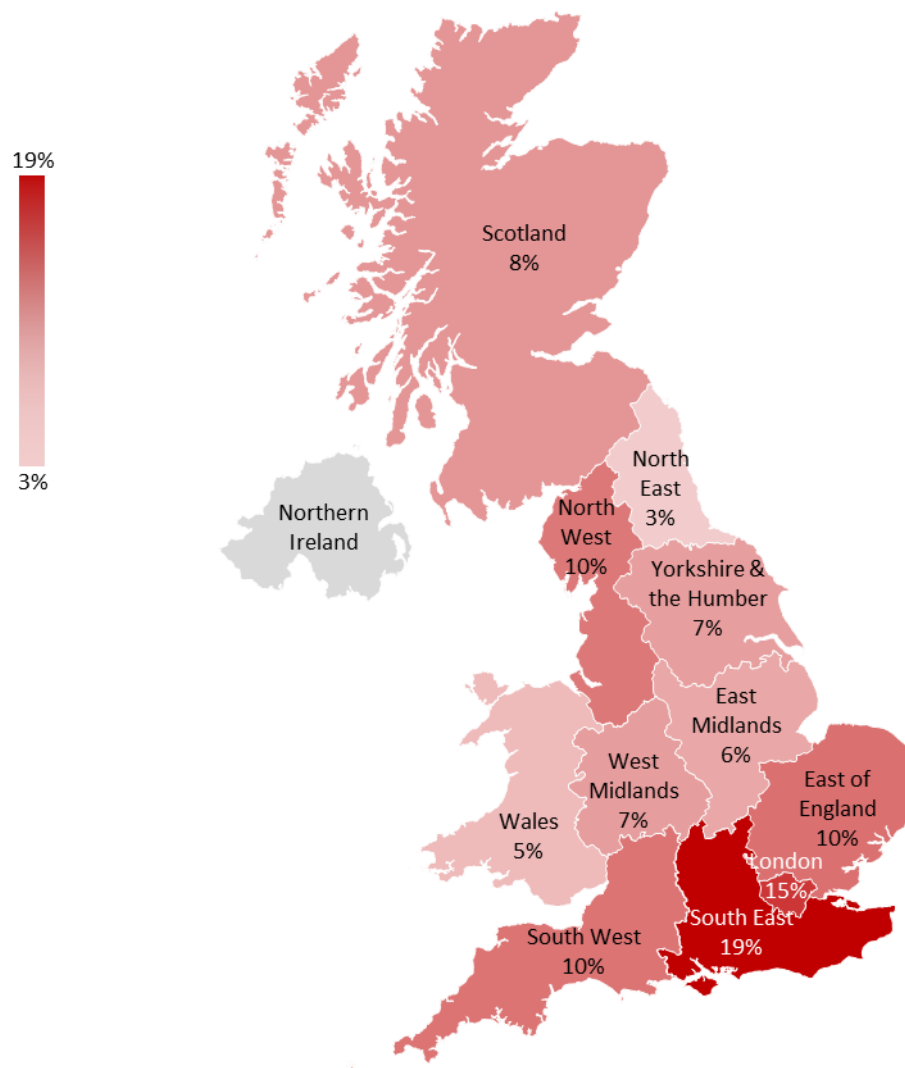 19%
3%
Scotland
8%
North
East
3%
Northern
Ireland
North
West
10%
Yorkshire &
the Humber
7%
East
Midlands
6%
West
Midlands
7%
East of
England
10%
Wales
5%
London
15%
South East
19%
South West
10%